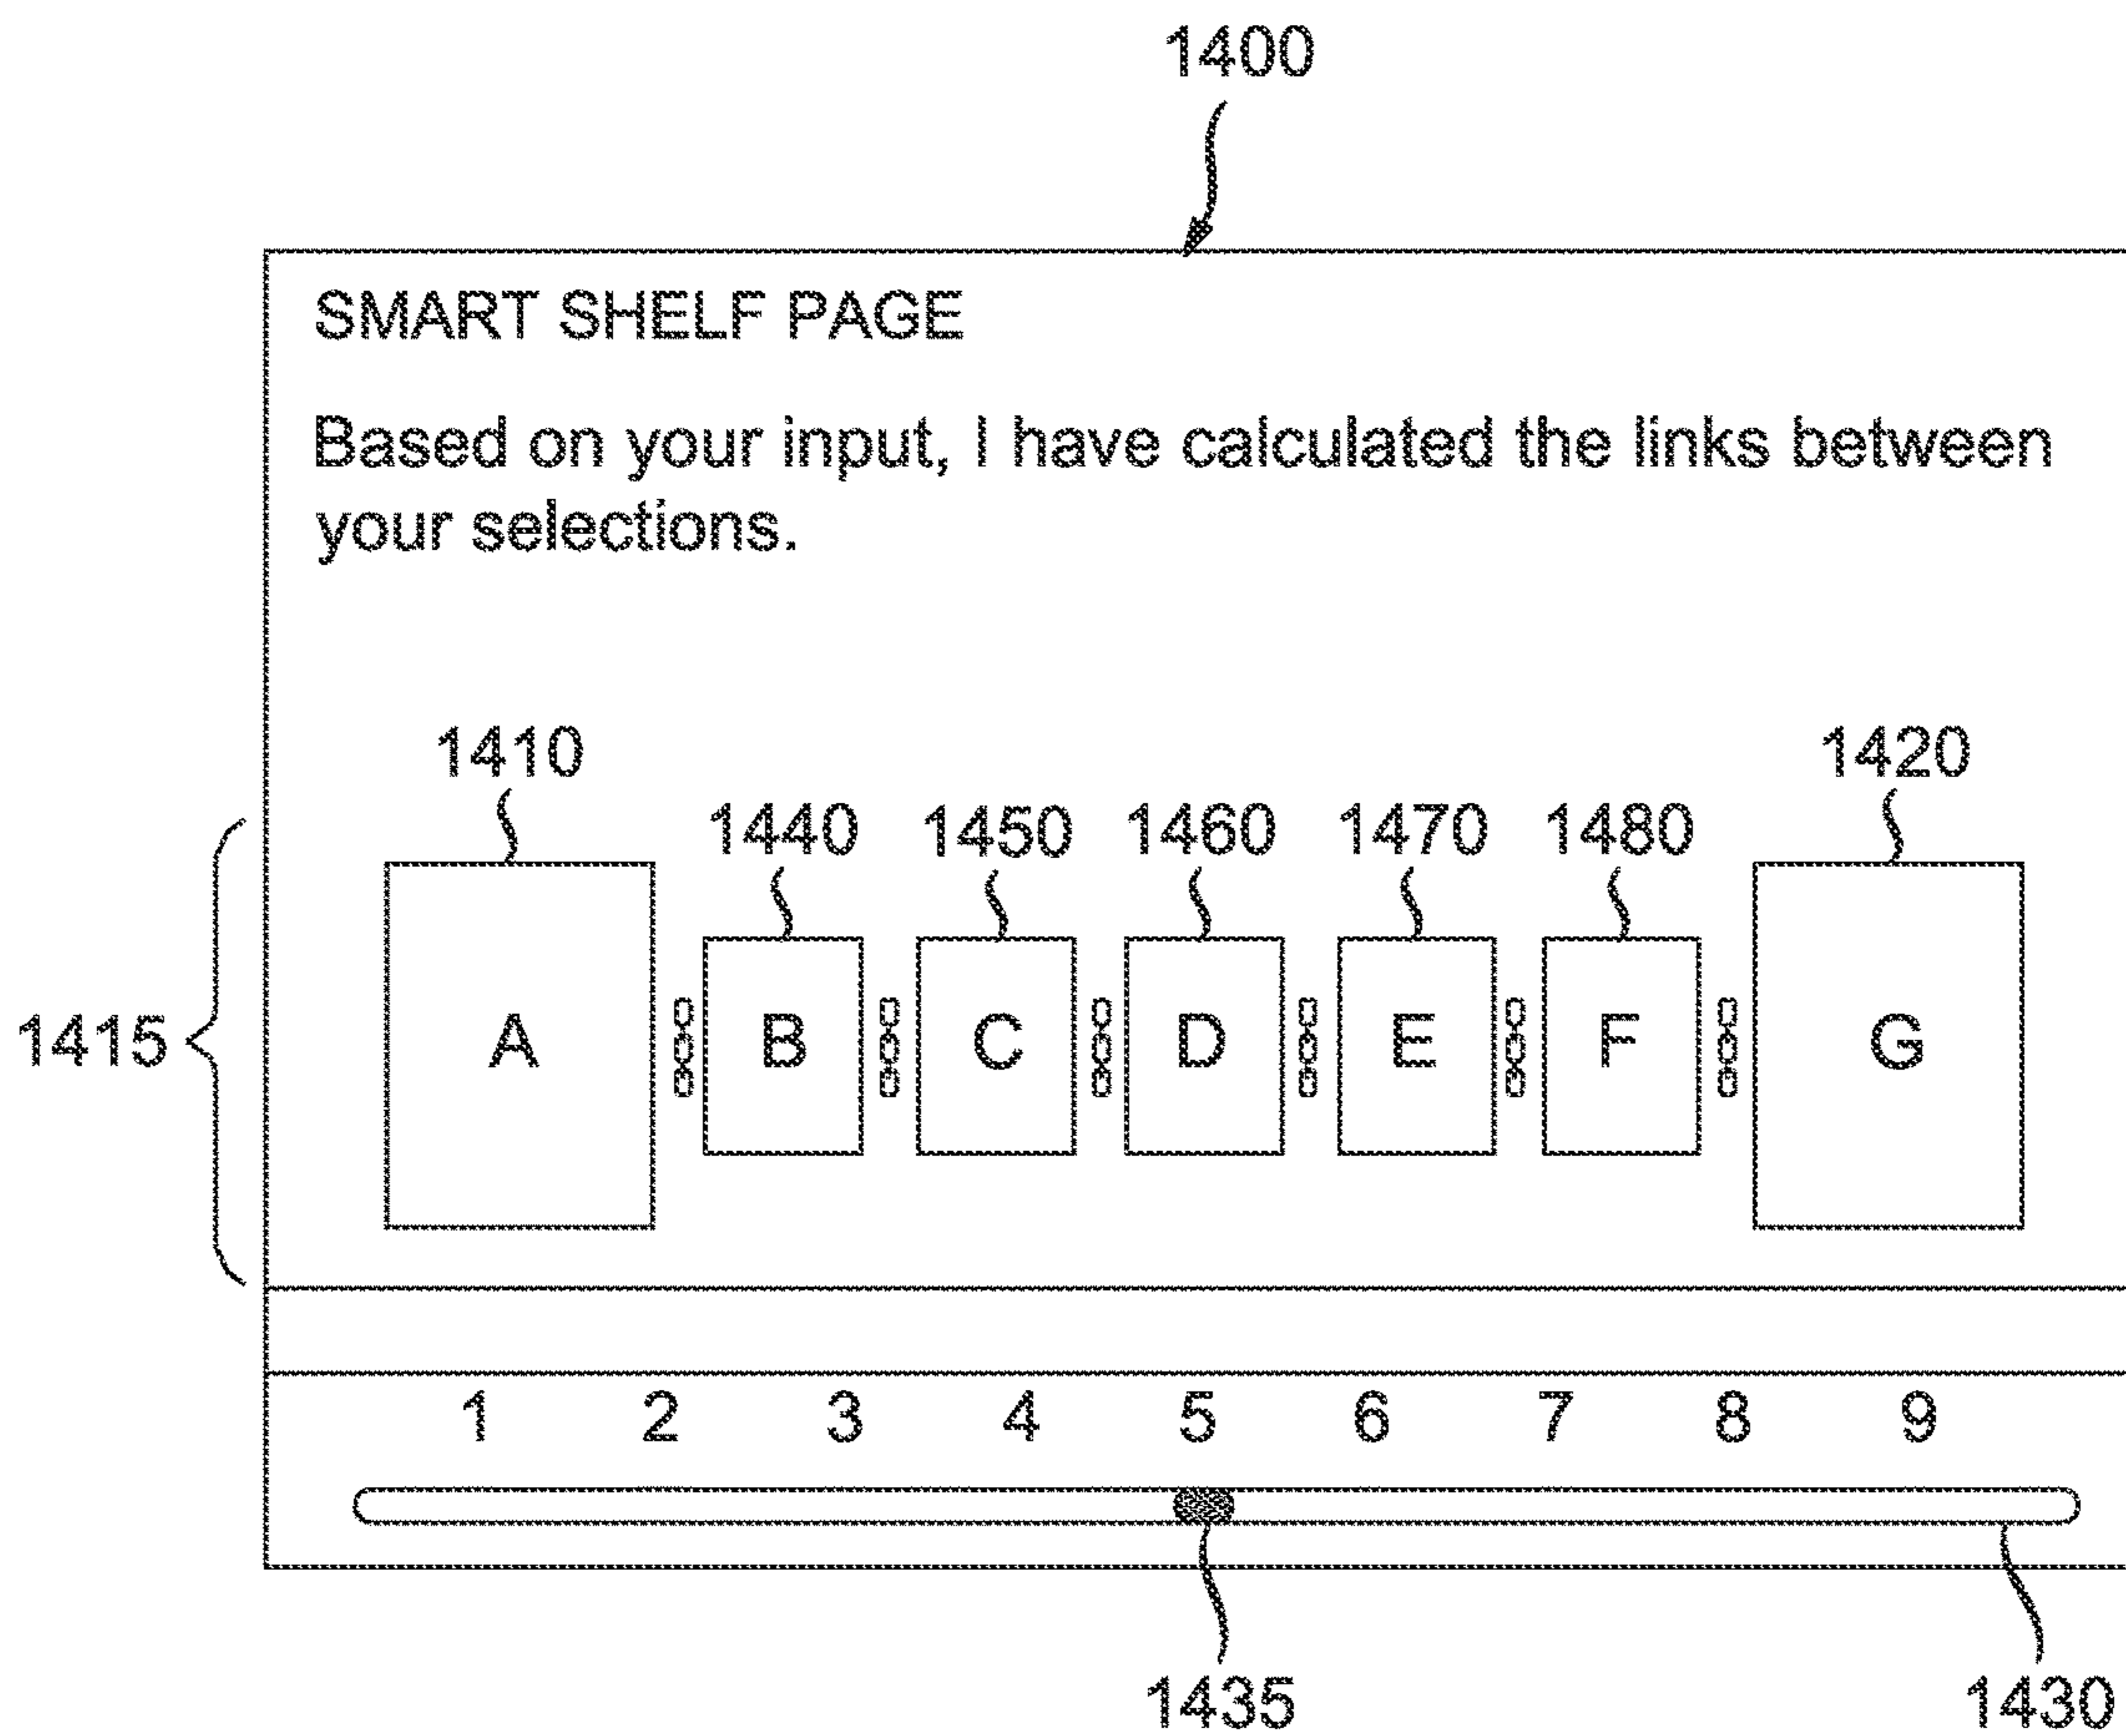 1400
SMART SHELF PAGE
Based on your input, I have calculated the links between
your selections.
1410
1420
1440 1450 1460 1470 1480
1415
A B C D E F G
1 2 3 4 5 6 7 8 9
1435
1430